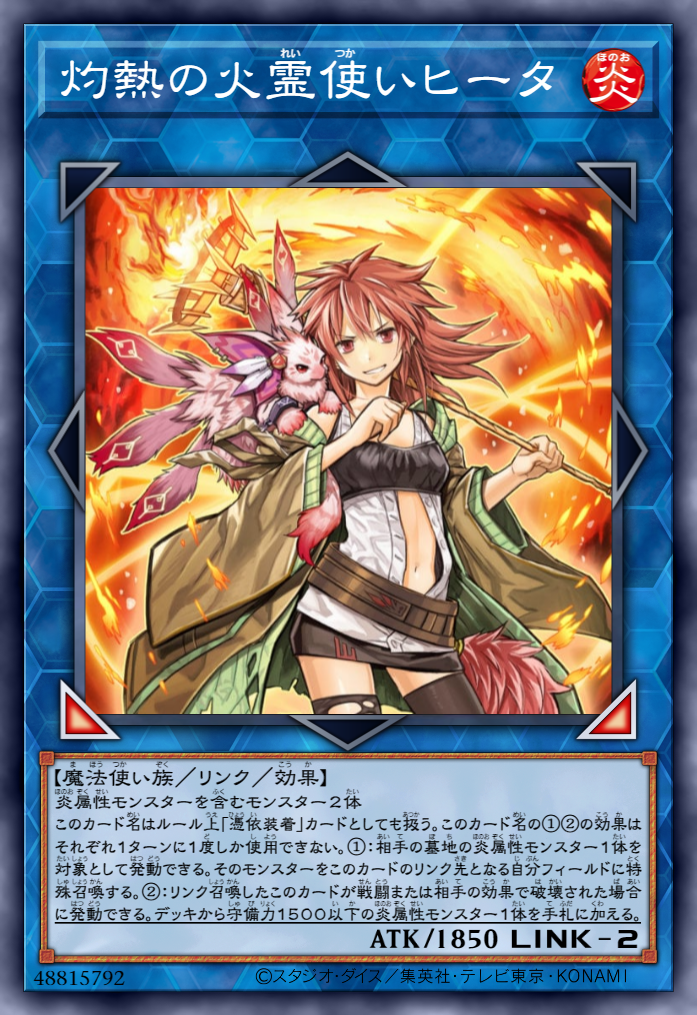 灼熱の火霊使いヒータ 炎
【魔法使い族／リンク／効果】
炎属性モンスターを含むモンスター２体
このカード名はルール上「憑依装着」カードとしても扱う。このカード名の①②の効果は
それぞれ1ターンに1度しか使用できない。①：相手の墓地の炎属性モンスター1体を
対象として発動できる。そのモンスターをこのカードのリンク先となる自分フィールドに特
殊召喚する。②：リンク召喚したこのカードが戦闘または相手の効果で破壊された場合
に発動できる。デッキから守備力1500以下の炎属性モンスター1体を手札に加える。
ATK/1850 LINK-2
48815792 ©スタジオ・ダイス／集英社・テレビ東京・KONAMI